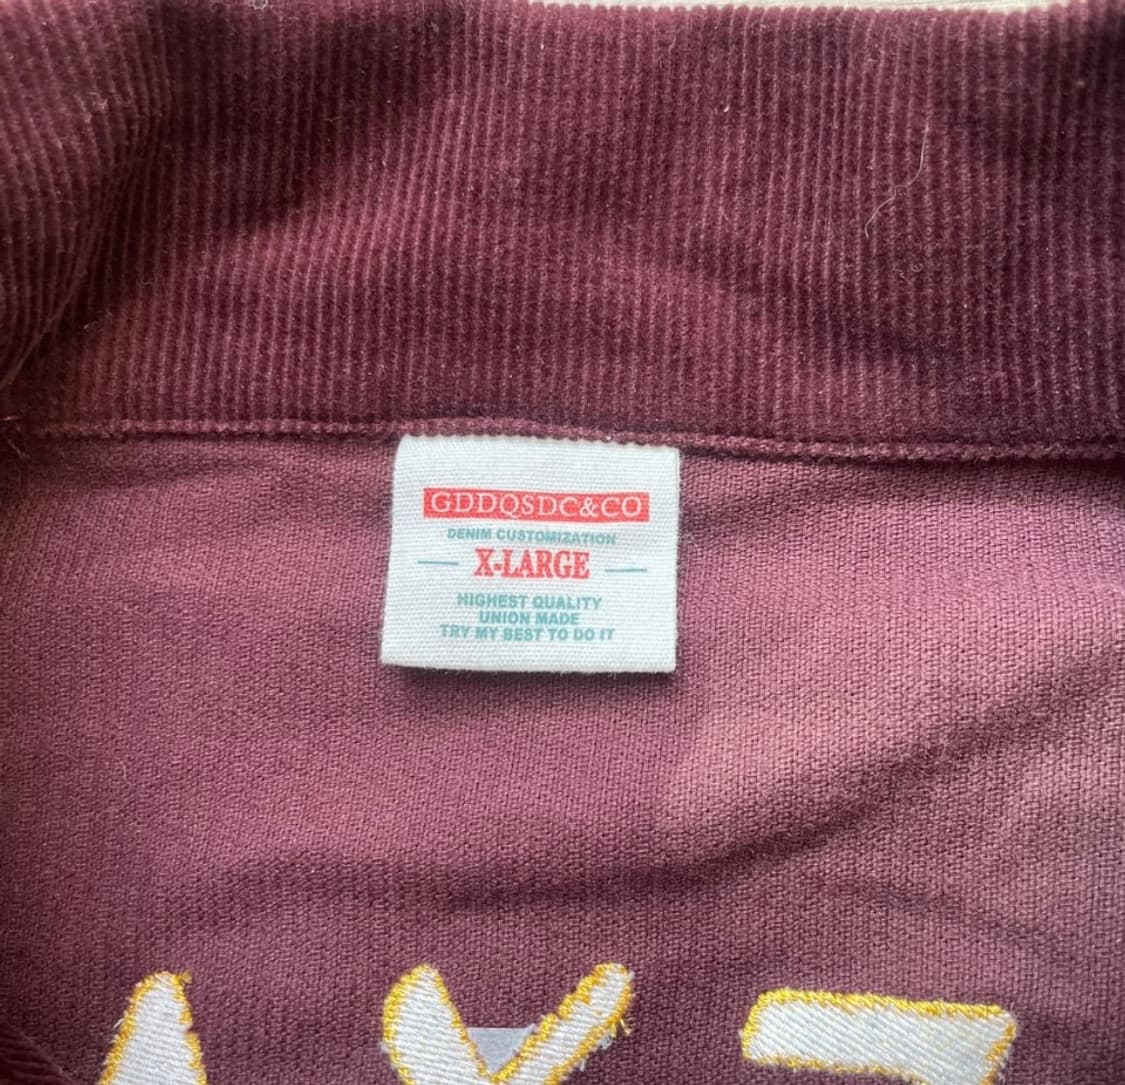 GDDQSDC&CO
DENIM CUSTOMIZATION
X-LARGE
HIGHEST QUALITY
UNION MADE
TRY MY BEST TO DO IT